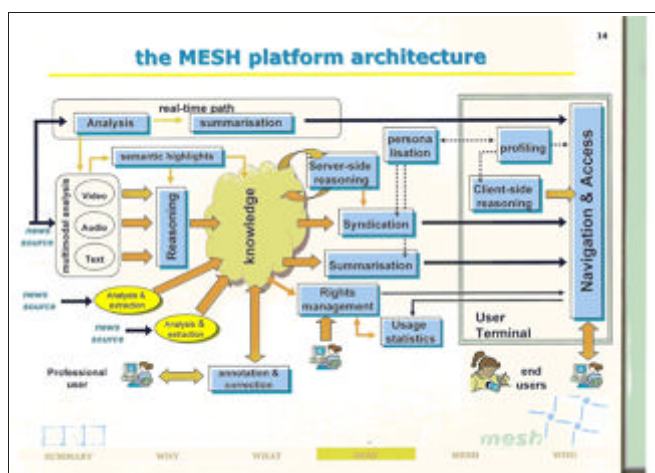 14
the MESH platform architecture
real-time path
Analysis
summarisation
semantic highlights
persona
lisation
profiling
Server-side
reasoning
Client-side
reasoning
Navigation & Access
multimodal analysis
Video
Audio
Text
Reasoning
knowledge
Syndication
Summarisation
news
source
news
source
Analysis &
extraction
news
source
Analysis &
extraction
Rights
management
Usage
statistics
User
Terminal
Professional
user
annotation &
correction
end
users
mesh
SUMMARY
WHY
WHAT
MESH